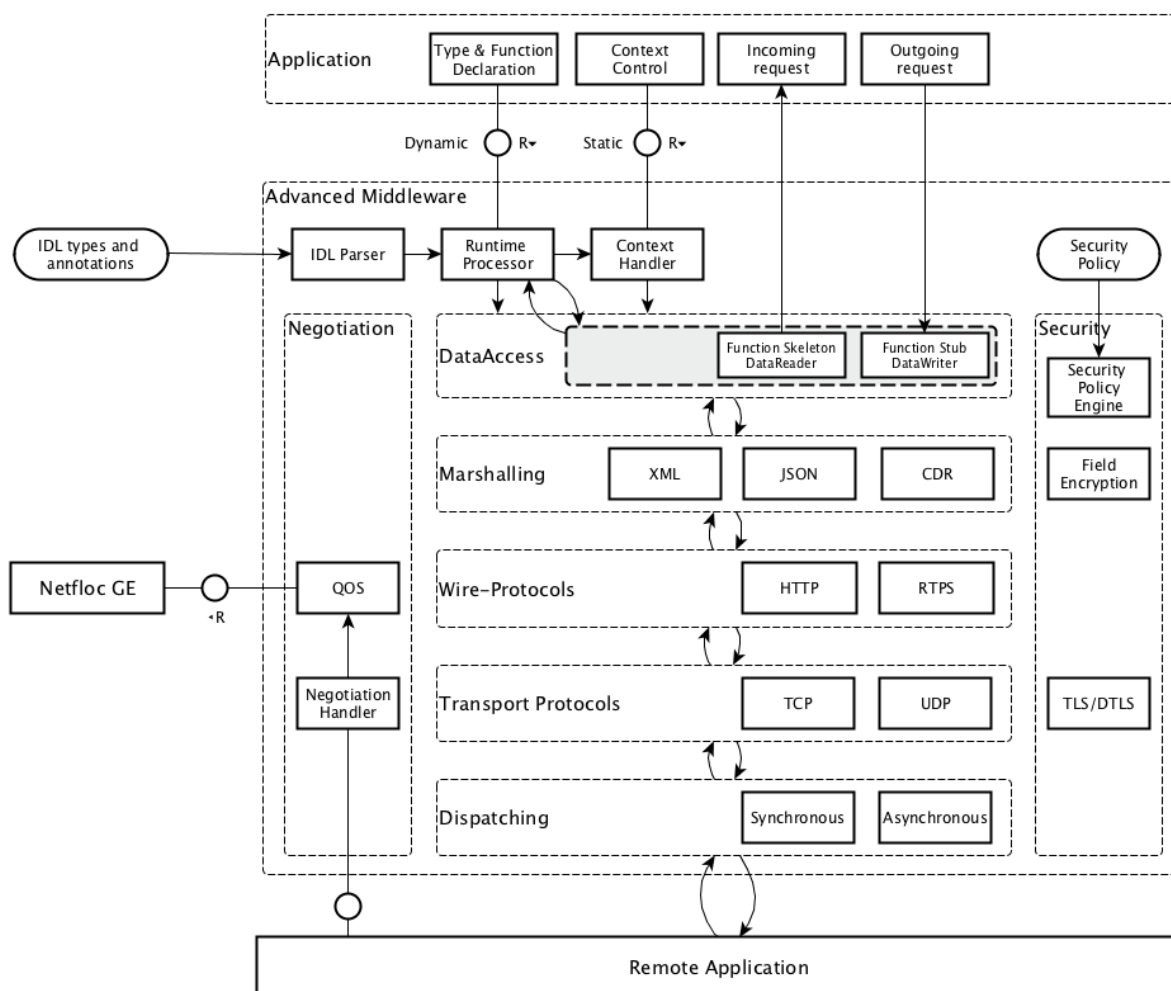 Application
Type & Function
Declaration
Context
Control
Incoming
request
Outgoing
request
Dynamic
R
Static
R
Advanced Middleware
IDL types and
annotations
IDL Parser
Runtime
Processor
Context
Handler
Security
Policy
Negotiation
DataAccess
Function Skeleton
DataReader
Function Stub
DataWriter
Security
Security
Policy
Engine
Marshalling
XML
JSON
CDR
Field
Encryption
Netfloc GE
R
QOS
Wire-Protocols
HTTP
RTPS
Negotiation
Handler
Transport Protocols
TCP
UDP
TLS/DTLS
Dispatching
Synchronous
Asynchronous
Remote Application